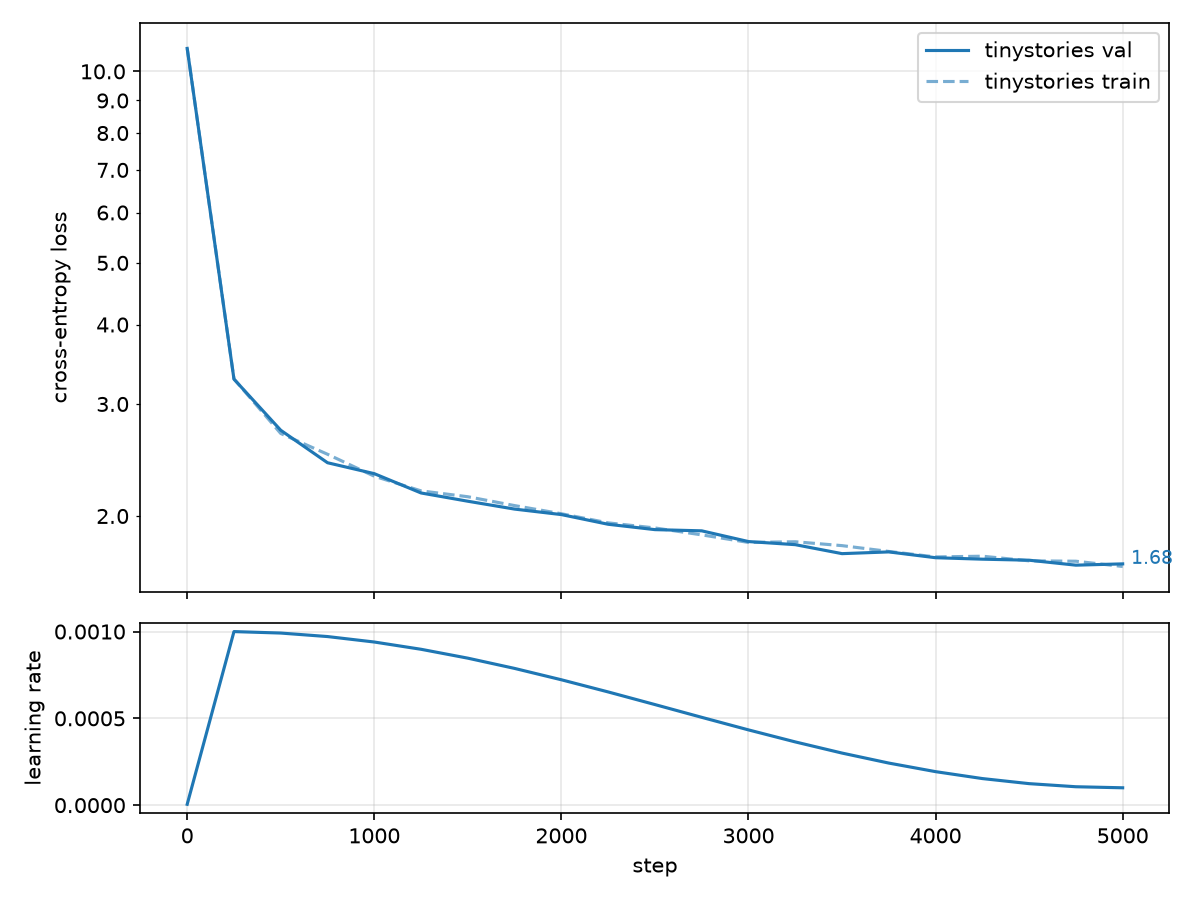 tinystories val
tinystories train
cross-entropy loss
10.0
9.0
8.0
7.0
6.0
5.0
4.0
3.0
2.0
1.68
learning rate
0.0010
0.0005
0.0000
0 1000 2000 3000 4000 5000
step